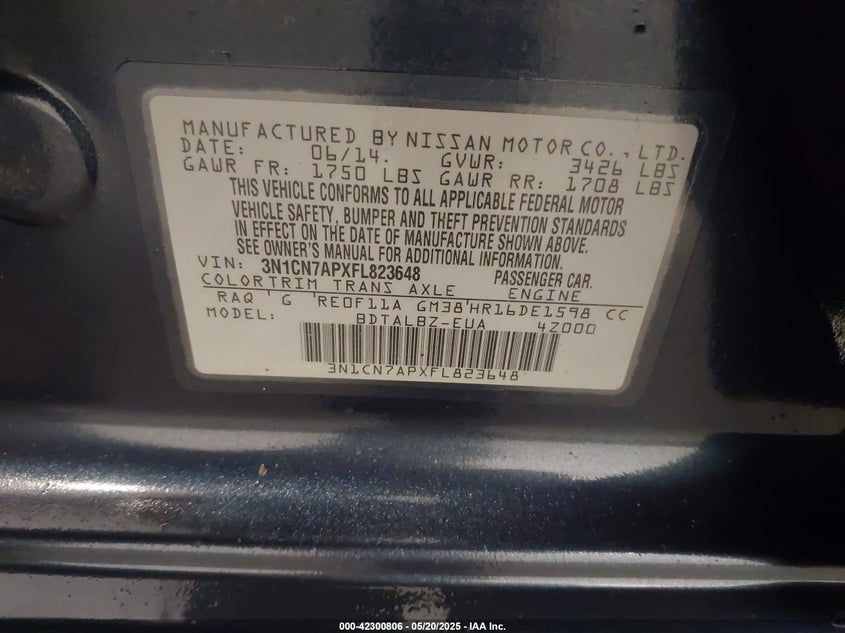 MANUFACTURED BY NISSAN MOTOR CO., LTD.
DATE: 06/14. GVWR: 3426 LBS
GAWR FR: 1750 LBS GAWR RR: 1708 LBS
THIS VEHICLE CONFORMS TO ALL APPLICABLE FEDERAL MOTOR
VEHICLE SAFETY, BUMPER AND THEFT PREVENTION STANDARDS
IN EFFECT ON THE DATE OF MANUFACTURE SHOWN ABOVE.
SEE OWNER'S MANUAL FOR ADDITIONAL INFORMATION.
VIN: 3N1CN7APXFL823648 PASSENGER CAR.
COLORTRIM TRANS AXLE ENGINE
RAQ G RE0F11A GM38 HR16DE1598 CC
MODEL: BDTALBZ-EUA 4Z000
3N1CN7APXFL823648
000-42300806 - 05/20/2025 - IAA Inc.